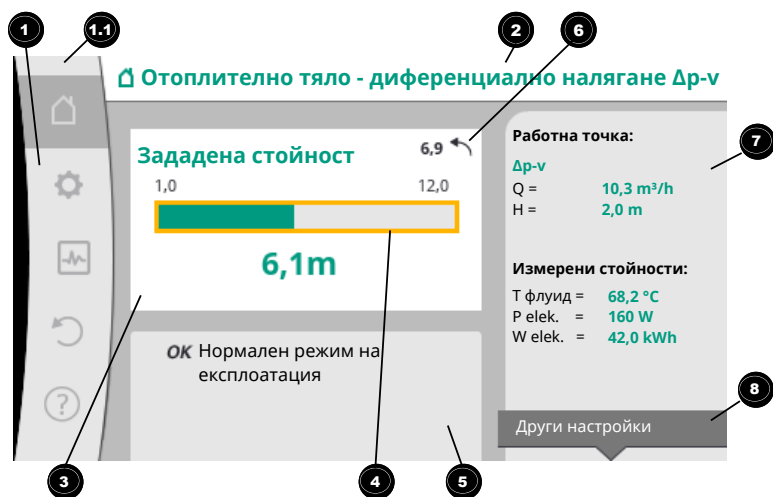 1
1.1
2
6
Отоплително тяло - диференциално налягане Δp-v
Зададена стойност
6,9
1,0
12,0
6,1m
OK Нормален режим на
експлоатация
Работна точка:
Δp-v
Q = 10,3 m³/h
H = 2,0 m
7
Измерени стойности:
Т флуид = 68,2 °C
P elek. = 160 W
W elek. = 42,0 kWh
8
Други настройки
?
3
4
5